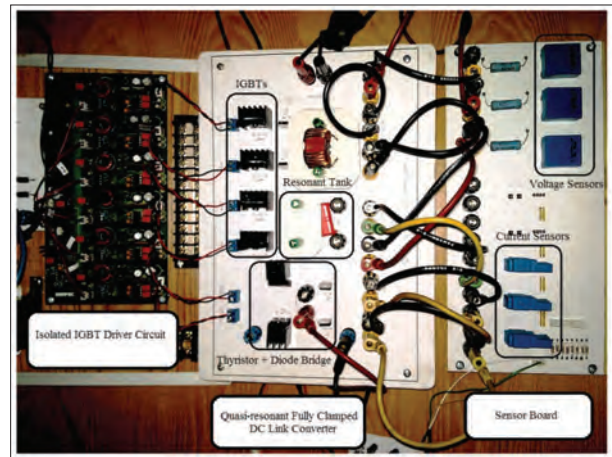 IGBTs
Resonant Tank
Voltage Sensors
Current Sensors
Isolated IGBT Driver Circuit
Thyristor + Diode Bridge
Quasi-resonant Fully Clamped
DC Link Converter
Sensor Board